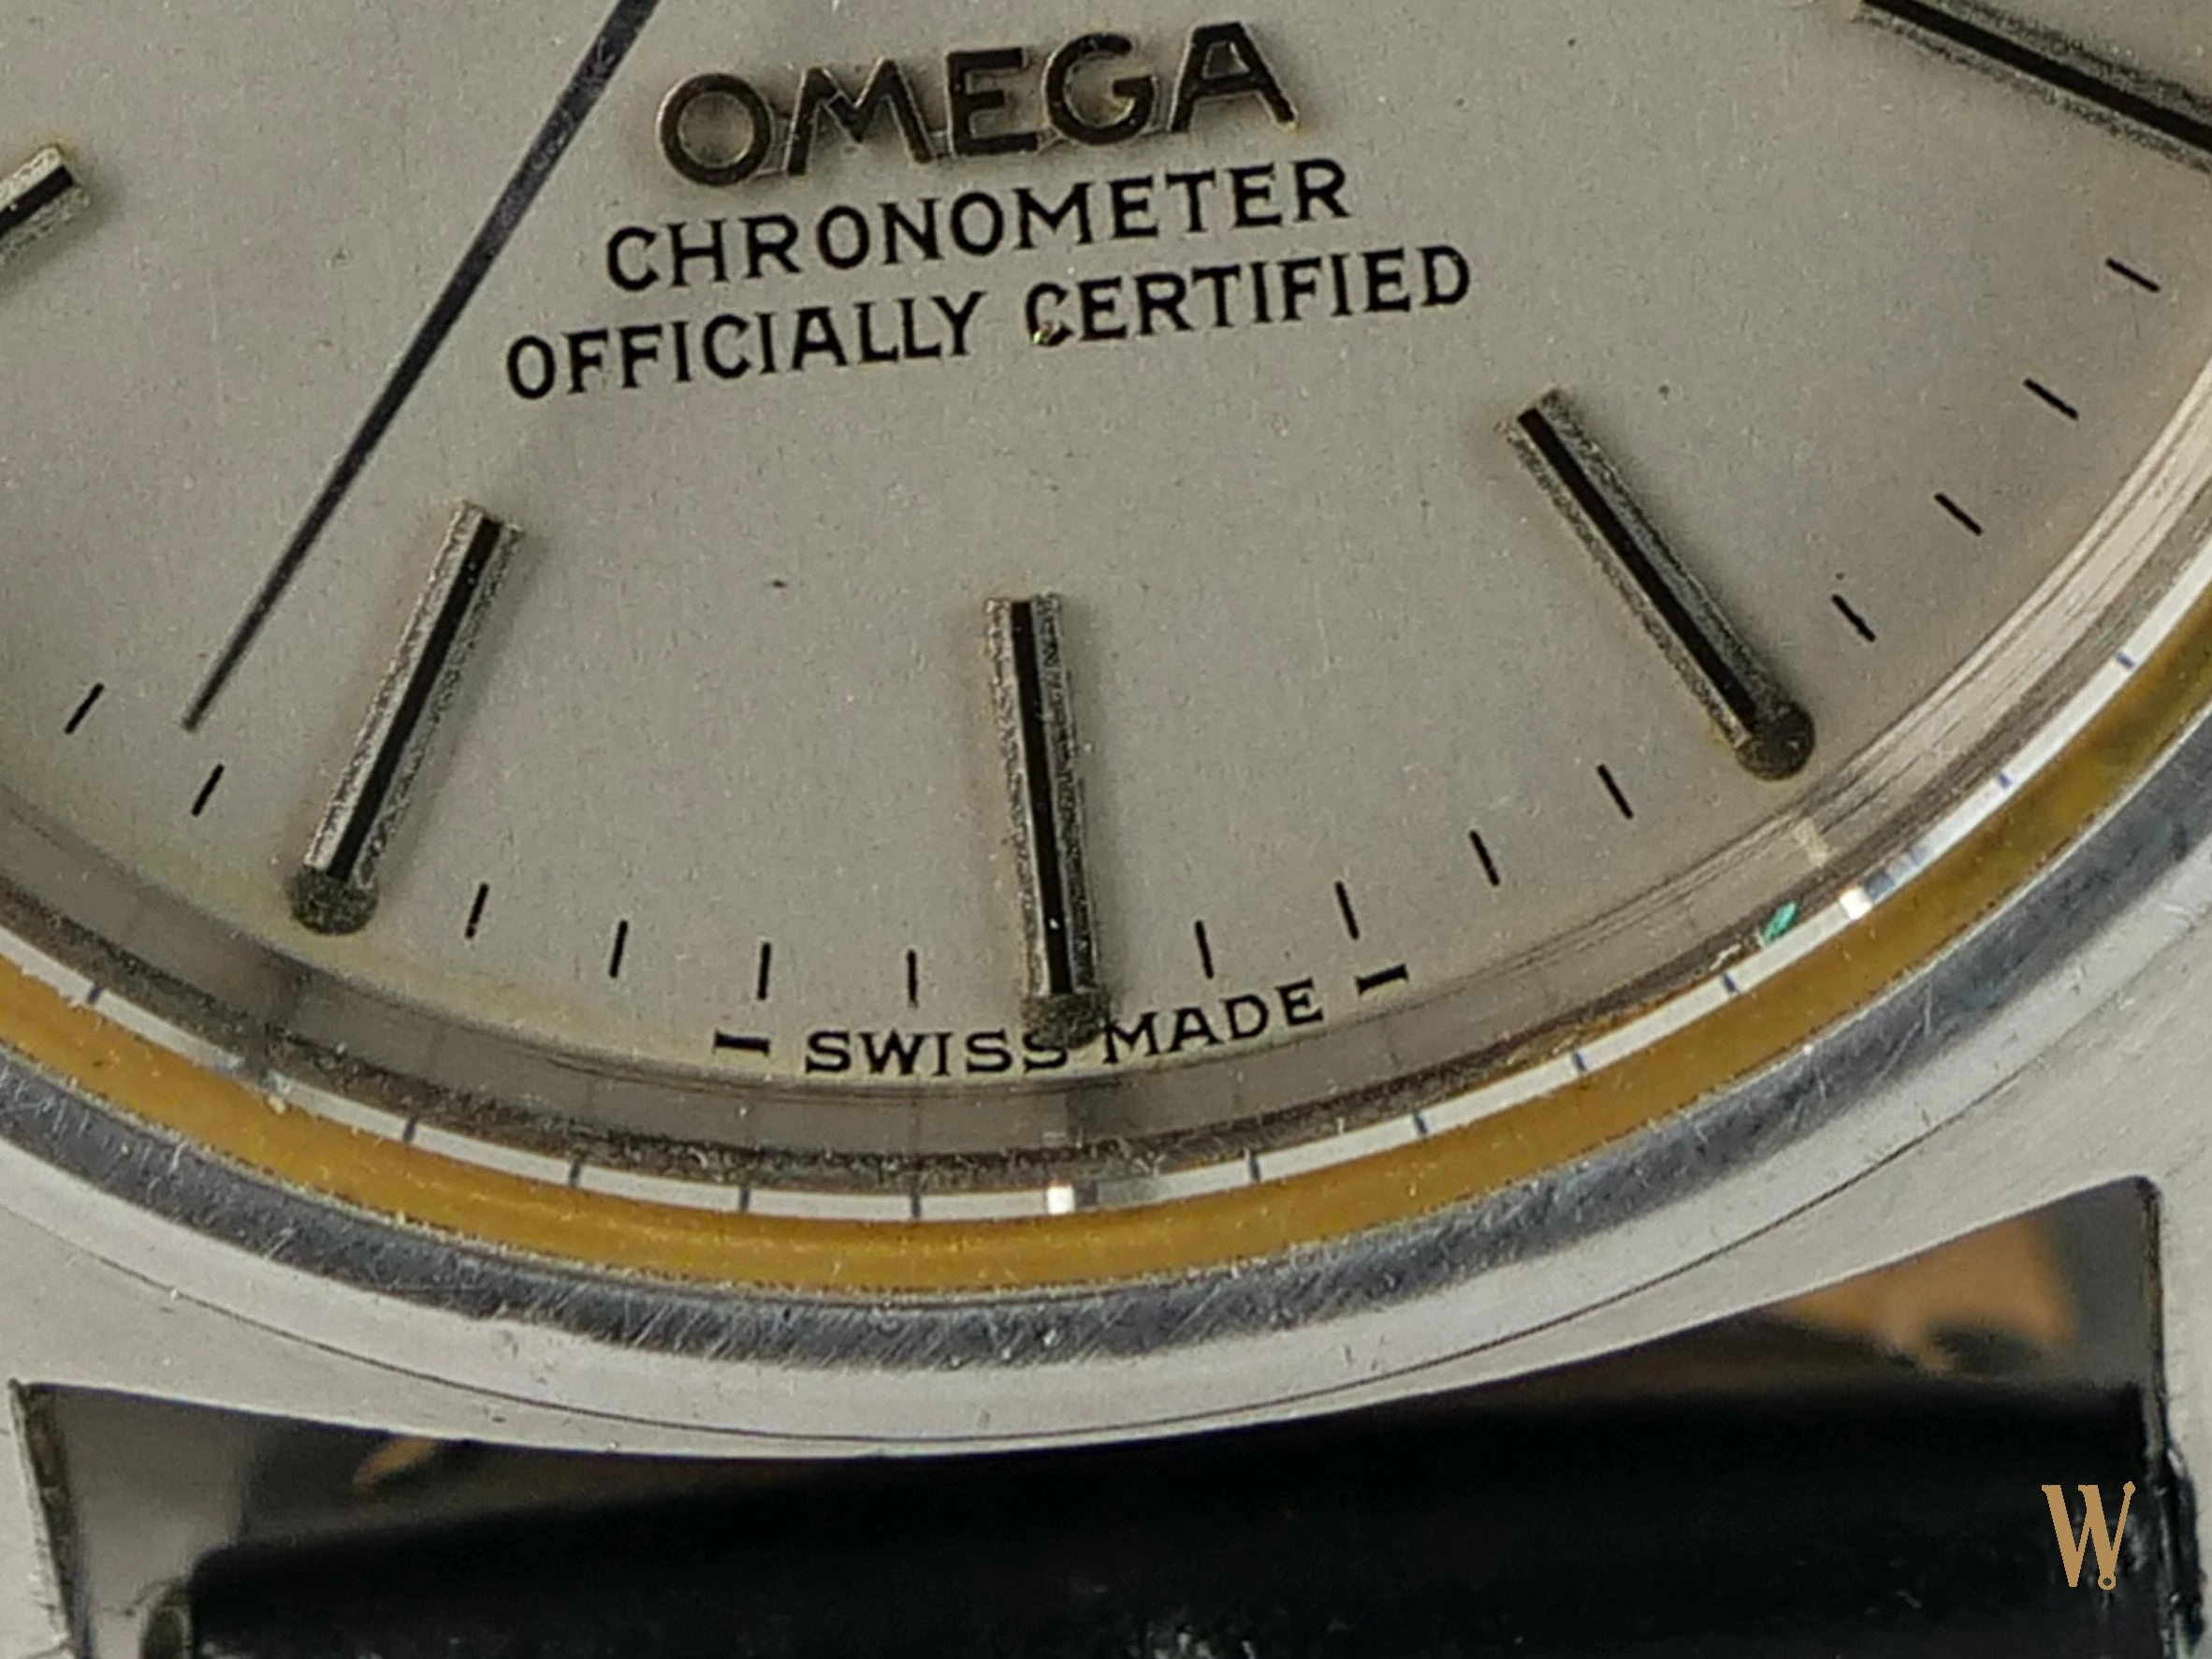 OMEGA
CHRONOMETER
OFFICIALLY CERTIFIED
SWISS MADE
W